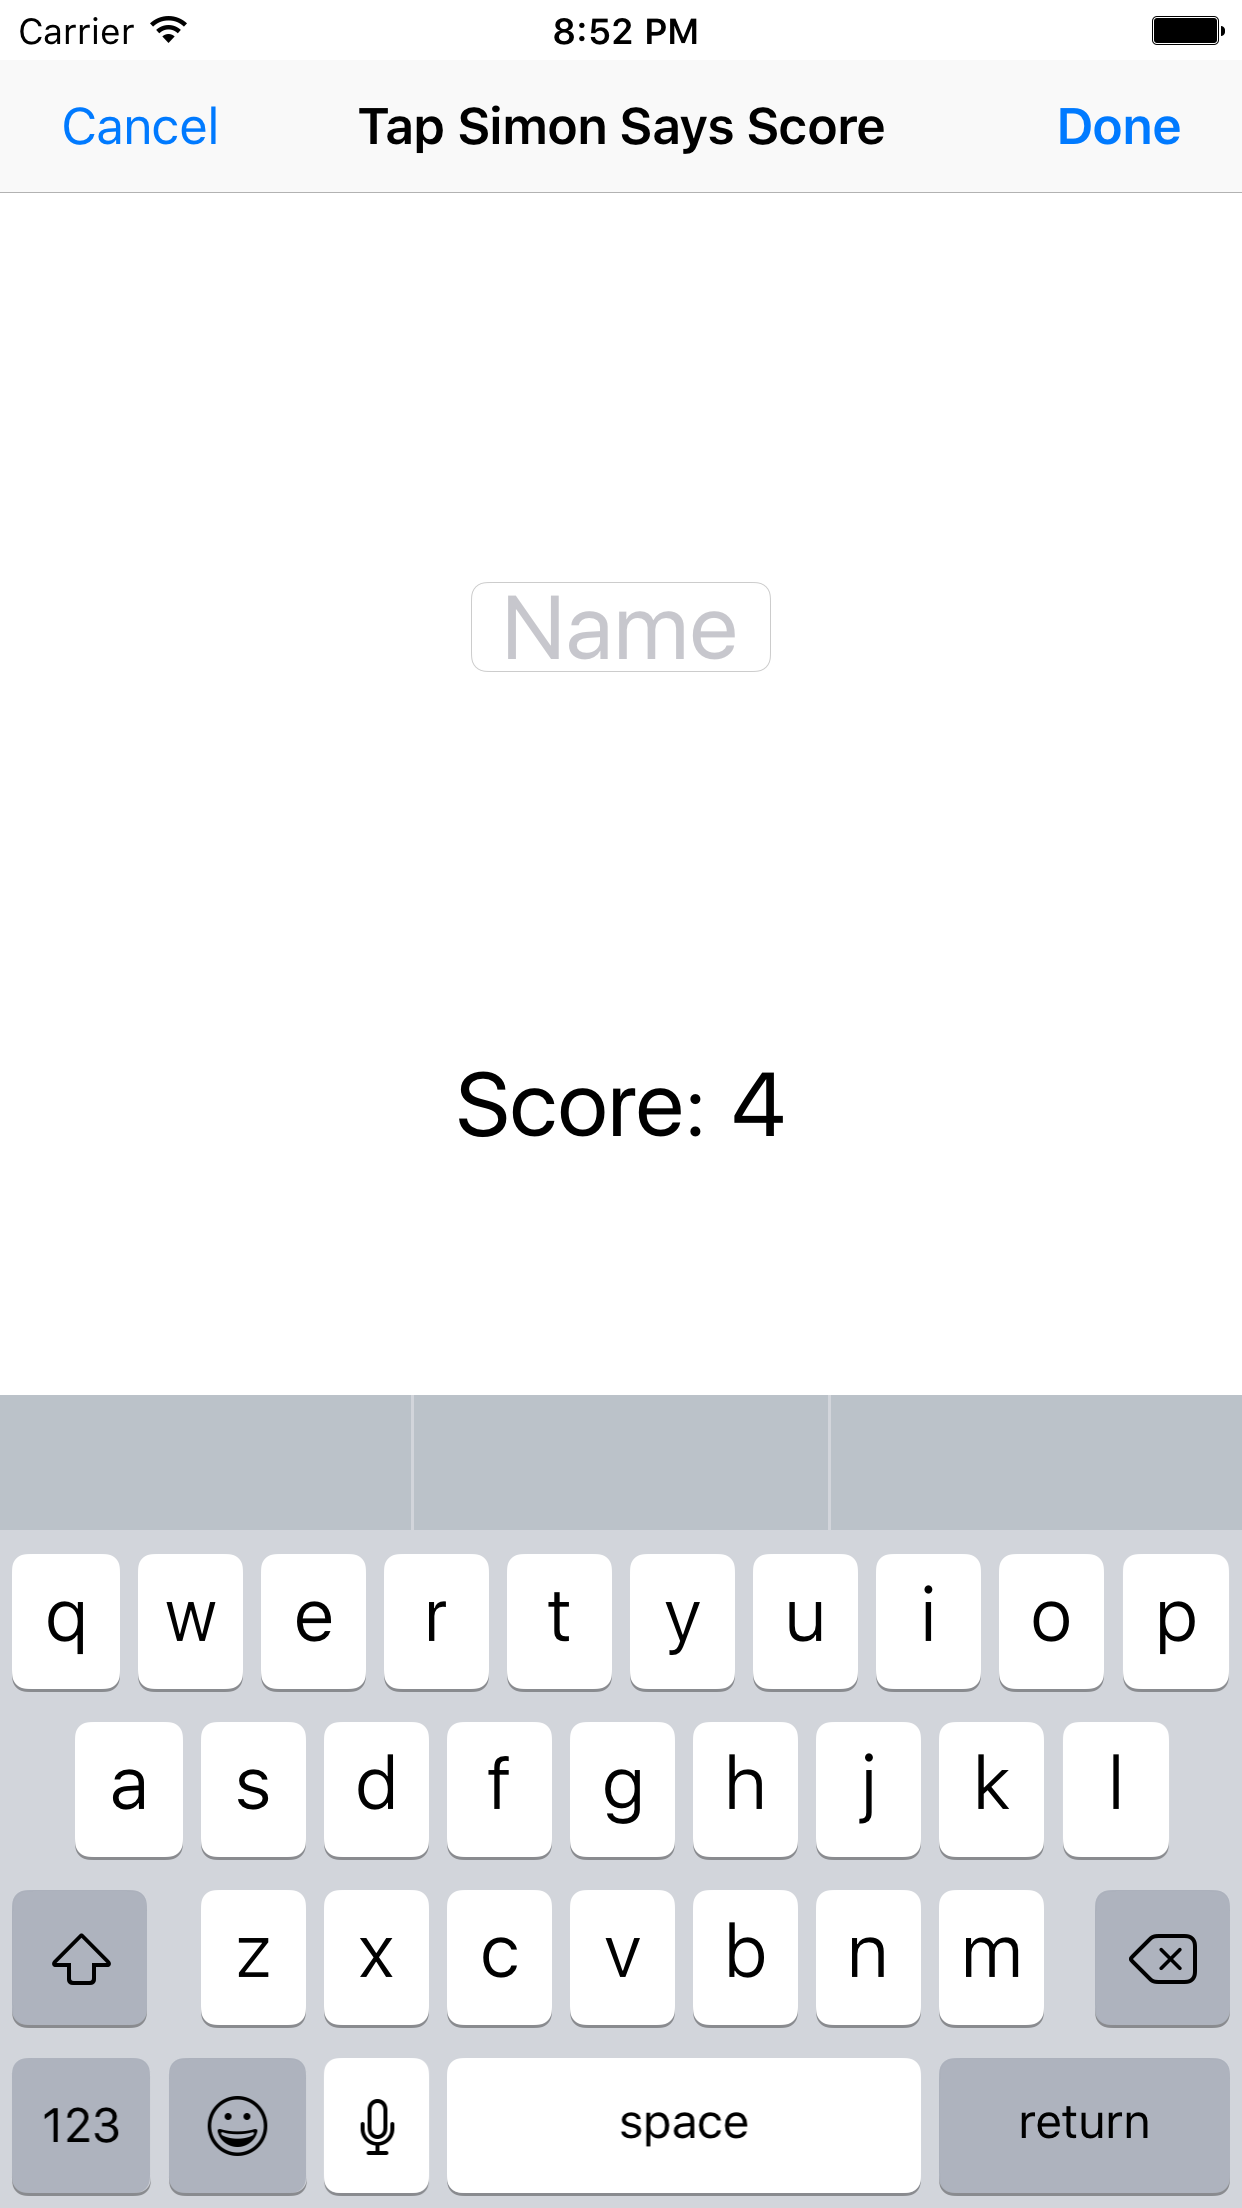 Carrier 8:52 PM
Cancel Tap Simon Says Score Done
Name
Score: 4
q w e r t y u i o p
a s d f g h j k l
z x c v b n m
123 space return